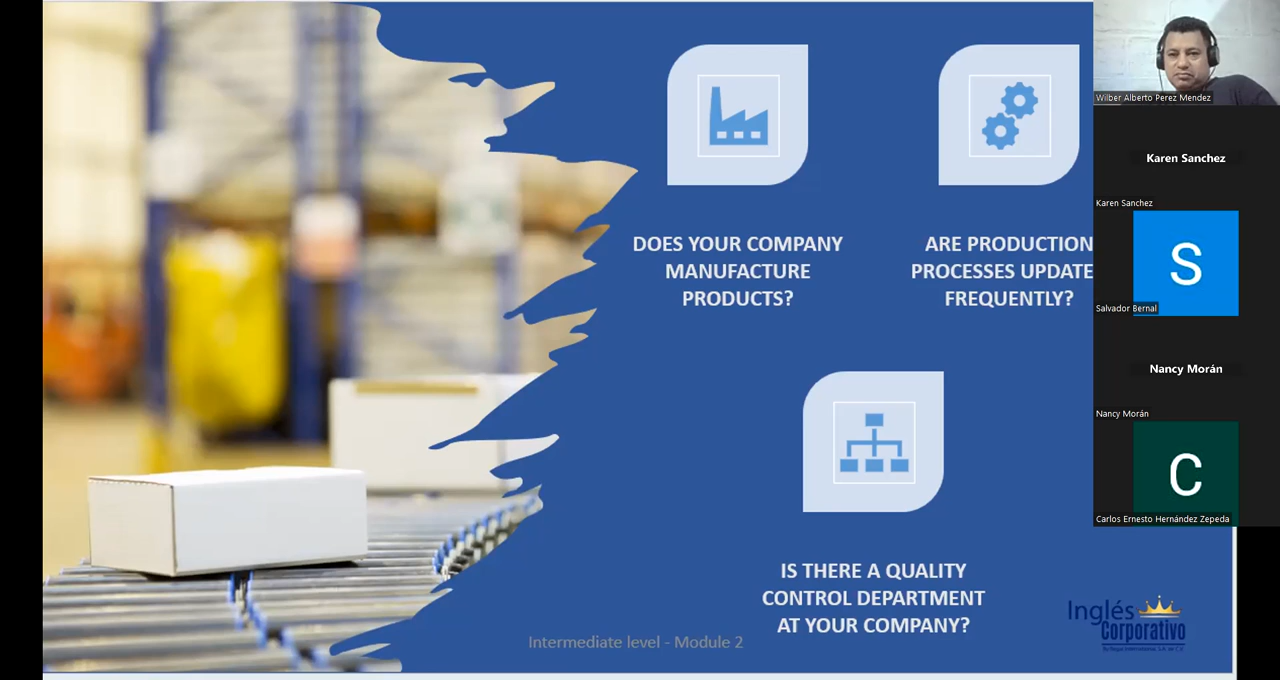 DOES YOUR COMPANY
MANUFACTURE
PRODUCTS?
ARE PRODUCTION
PROCESSES UPDATE
FREQUENTLY?
IS THERE A QUALITY
CONTROL DEPARTMENT
AT YOUR COMPANY?
Intermediate level - Module 2
Inglés
Corporativo
Wilber Alberto Perez Mendez
Karen Sanchez
Karen Sanchez
S
Salvador Bernal
Nancy Morán
Nancy Morán
C
Carlos Ernesto Hernández Zepeda